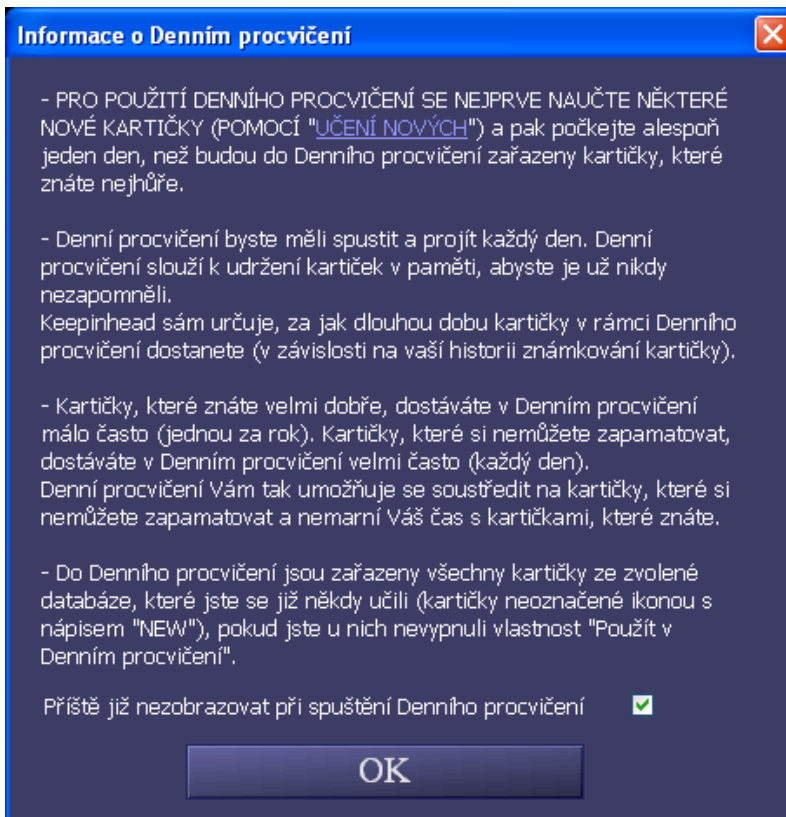 Informace o Denním procvičení
- PRO POUŽITÍ DENNÍHO PROCVIČENÍ SE NEJPRVE NAUČTE NĚKTERÉ
NOVÉ KARTIČKY (POMOCÍ "UČENÍ NOVÝCH") a pak počkejte alespoň
jeden den, než budou do Denního procvičení zařazeny kartičky, které
znáte nejhůře.
- Denní procvičení byste měli spustit a projít každý den. Denní
procvičení slouží k udržení kartiček v paměti, abyste je už nikdy
nezapomněli.
Keepinhead sám určuje, za jak dlouhou dobu kartičky v rámci Denního
procvičení dostanete (v závislosti na vaší historii známkování kartičky).
- Kartičky, které znáte velmi dobře, dostáváte v Denním procvičení
málo často (jednou za rok). Kartičky, které si nemůžete zapamatovat,
dostáváte v Denním procvičení velmi často (každý den).
Denní procvičení Vám tak umožňuje se soustředit na kartičky, které si
nemůžete zapamatovat a nemarní Váš čas s kartičkami, které znáte.
- Do Denního procvičení jsou zařazeny všechny kartičky ze zvolené
databáze, které jste se již někdy učili (kartičky neoznačené ikonou s
nápisem "NEW"), pokud jste u nich nevypnuli vlastnost "Použít v
Denním procvičení".
Příště již nezobrazovat při spuštění Denního procvičení
OK